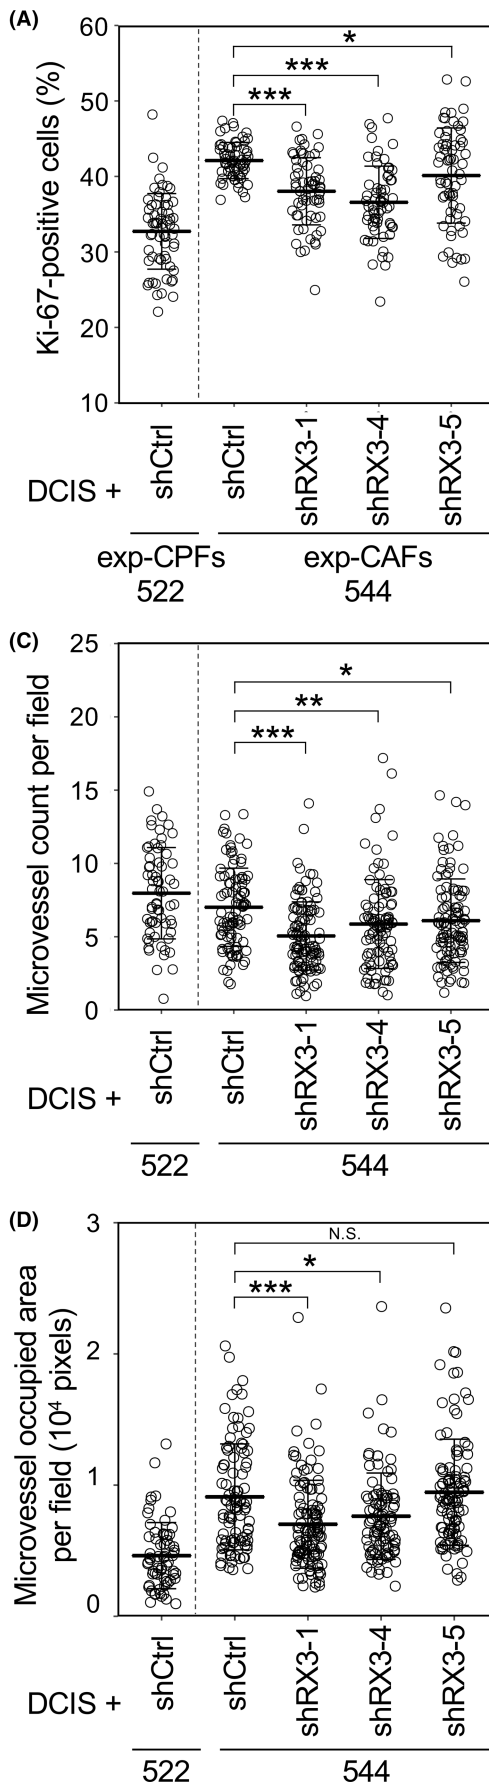 (A)
Ki-67-positive cells (%)
60
50
40
30
20
10
*
***
***
DCIS +
shCtrl
shCtrl
shRX3-1
shRX3-4
shRX3-5
exp-CPFs
exp-CAFs
522
544
(C)
Microvessel count per field
25
20
15
10
5
0
*
**
***
DCIS +
shCtrl
shCtrl
shRX3-1
shRX3-4
shRX3-5
522
544
(D)
Microvessel occupied area
per field (10⁴ pixels)
3
2
1
0
N.S.
*
***
DCIS +
shCtrl
shCtrl
shRX3-1
shRX3-4
shRX3-5
522
544